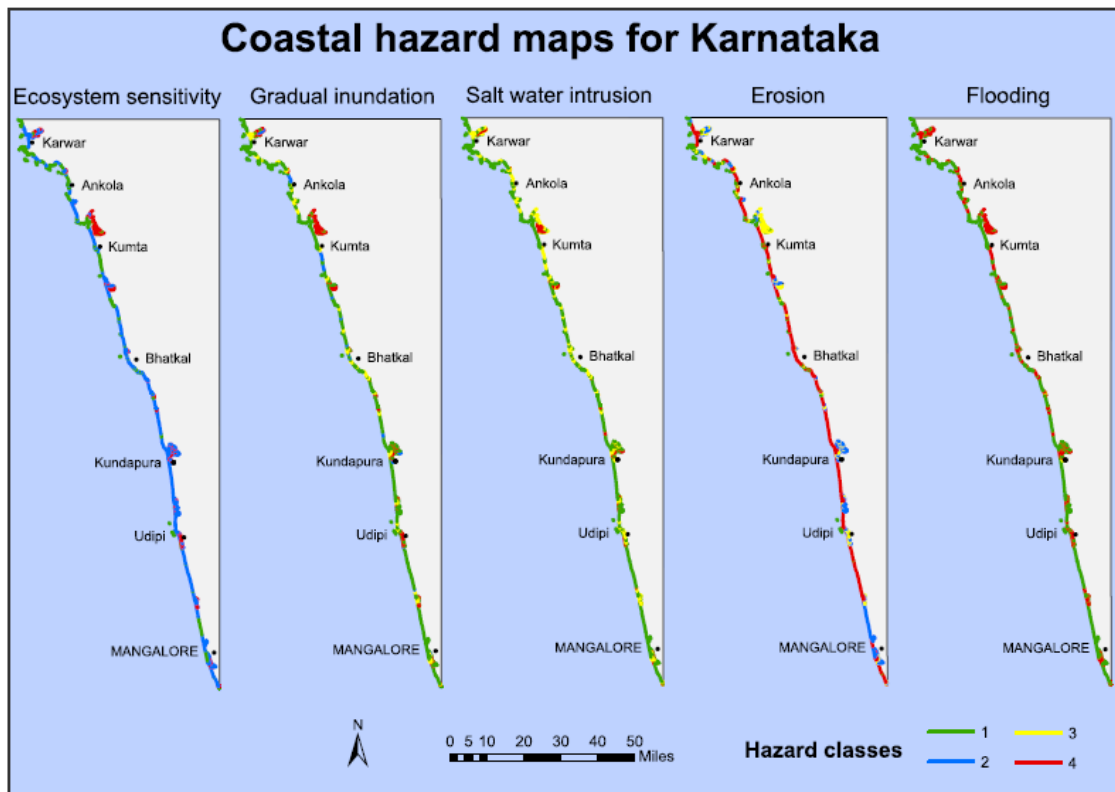 Coastal hazard maps for Karnataka
Ecosystem sensitivity
Karwar
Ankola
Kumta
Bhatkal
Kundapura
Udipi
MANGALORE
Gradual inundation
Karwar
Ankola
Kumta
Bhatkal
Kundapura
Udipi
MANGALORE
Salt water intrusion
Karwar
Ankola
Kumta
Bhatkal
Kundapura
Udipi
MANGALORE
Erosion
Karwar
Ankola
Kumta
Bhatkal
Kundapura
Udipi
MANGALORE
Flooding
Karwar
Ankola
Kumta
Bhatkal
Kundapura
Udipi
MANGALORE
N
0 5 10 20 30 40 50
Miles
Hazard classes
1
2
3
4